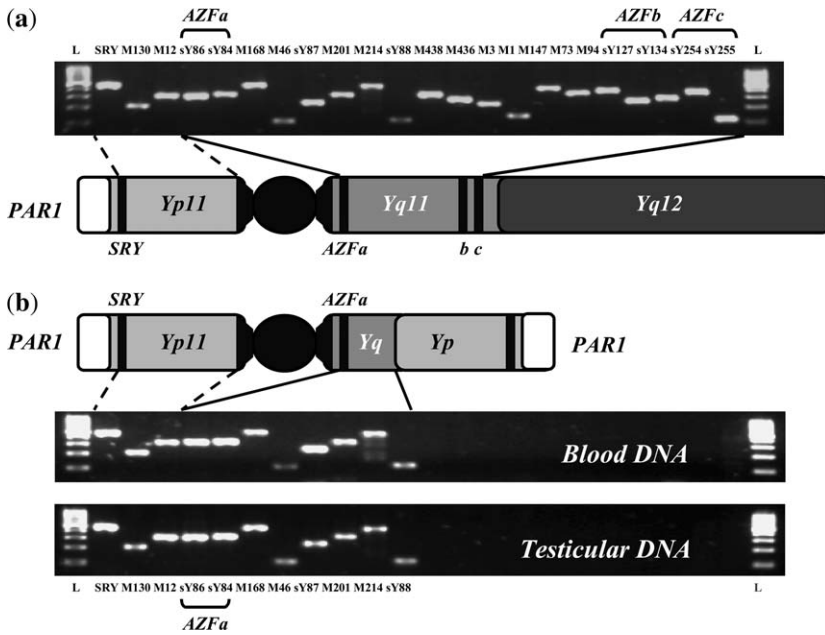 (a)
AZFa AZFb AZFc
L SRY M130 M12 sY86 sY84 M168 M46 sY87 M201 M214 sY88 M438 M436 M3 M1 M147 M73 M94 sY127 sY134 sY254 sY255 L
PAR1 Yp11 Yq11 Yq12
SRY AZFa b c
(b)
SRY AZFa
PAR1 Yp11 Yq Yp PAR1
Blood DNA
Testicular DNA
L SRY M130 M12 sY86 sY84 M168 M46 sY87 M201 M214 sY88 L
AZFa